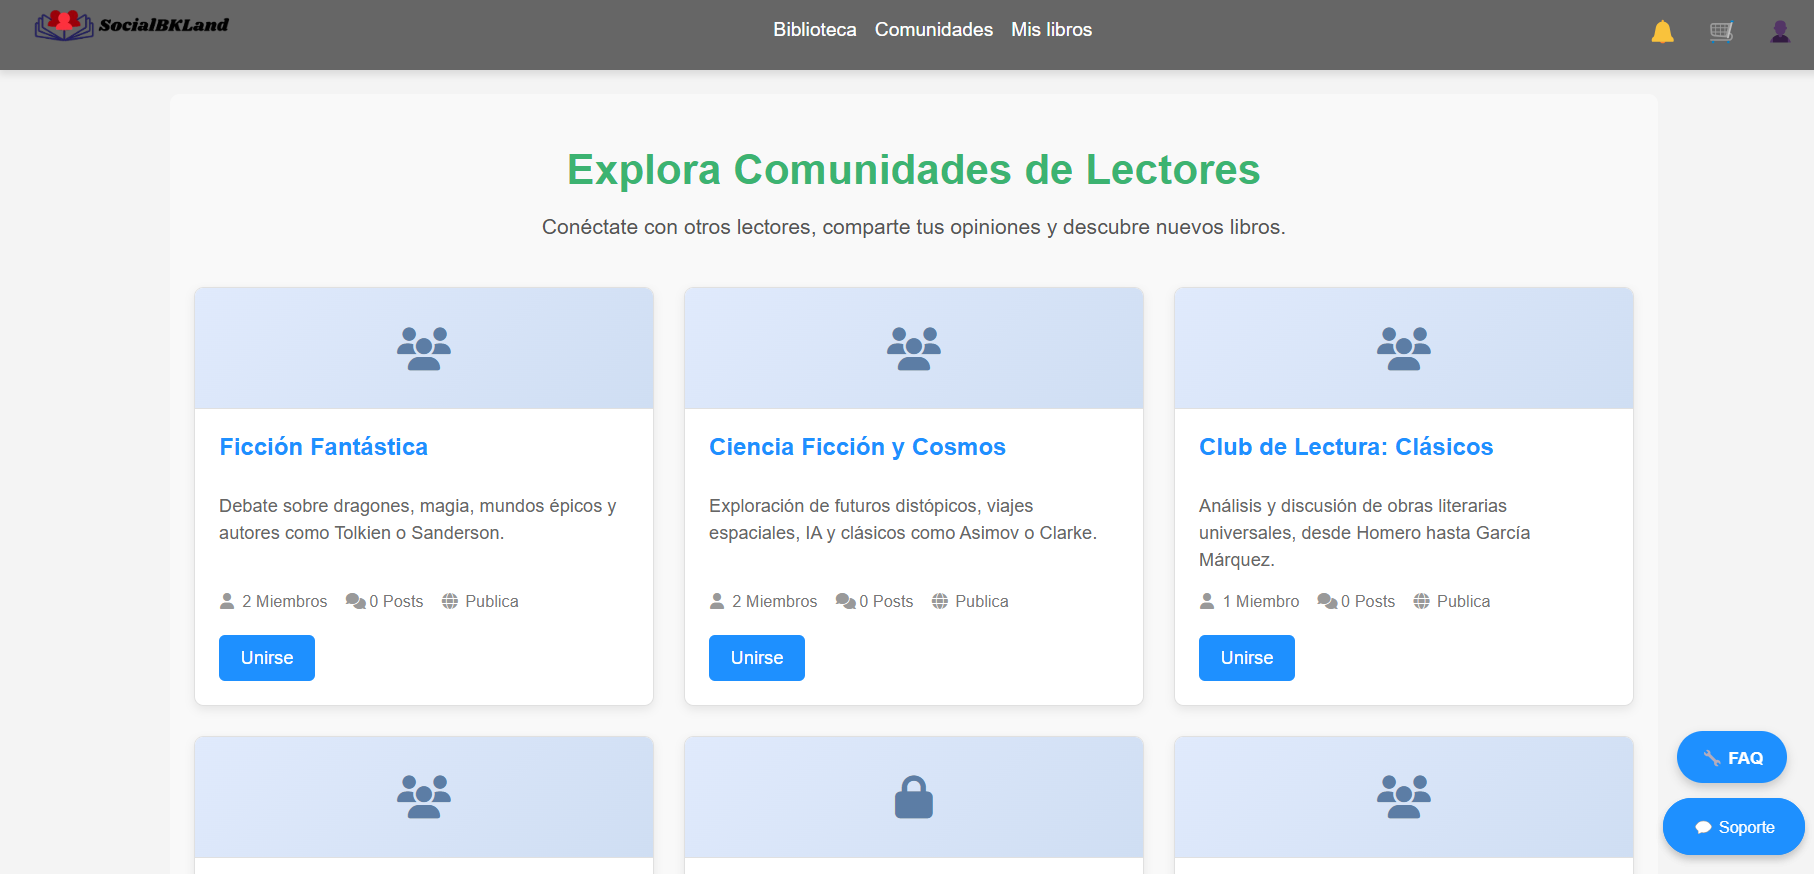 SocialBKLand
Biblioteca Comunidades Mis libros
Explora Comunidades de Lectores
Conéctate con otros lectores, comparte tus opiniones y descubre nuevos libros.
Ficción Fantástica
Debate sobre dragones, magia, mundos épicos y
autores como Tolkien o Sanderson.
2 Miembros 0 Posts Publica
Unirse
Ciencia Ficción y Cosmos
Exploración de futuros distópicos, viajes
espaciales, IA y clásicos como Asimov o Clarke.
2 Miembros 0 Posts Publica
Unirse
Club de Lectura: Clásicos
Análisis y discusión de obras literarias
universales, desde Homero hasta García
Márquez.
1 Miembro 0 Posts Publica
Unirse
FAQ
Soporte